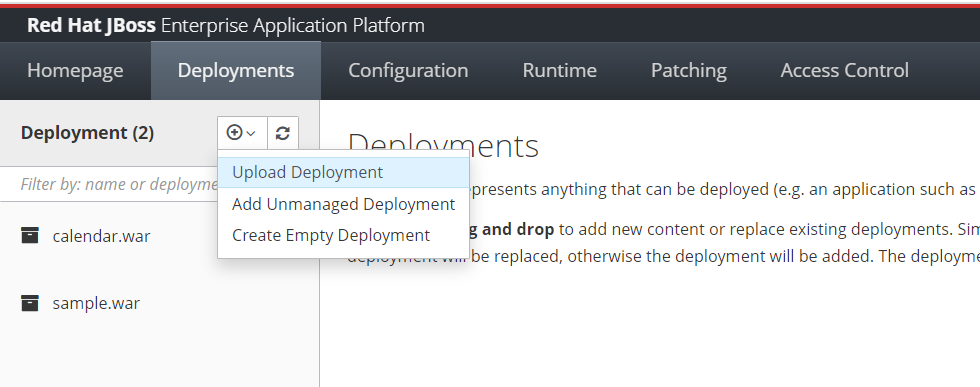 Red Hat JBoss Enterprise Application Platform
Homepage Deployments Configuration Runtime Patching Access Control
Deployment (2)
Upload Deployment
Add Unmanaged Deployment
Create Empty Deployment
Filter by: name or deployme
calendar.war
sample.war
Deployments
presents anything that can be deployed (e.g. an application such as
g and drop to add new content or replace existing deployments. Sim
deployment will be replaced, otherwise the deployment will be added. The deployme